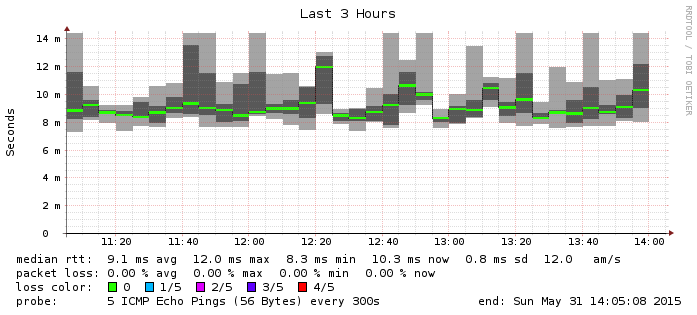 Last 3 Hours
RRDTOOL / TOBI OETIKER
Seconds
14 m
12 m
10 m
8 m
6 m
4 m
2 m
0
11:20 11:40 12:00 12:20 12:40 13:00 13:20 13:40 14:00
median rtt: 9.1 ms avg 12.0 ms max 8.3 ms min 10.3 ms now 0.8 ms sd 12.0 am/s
packet loss: 0.00 % avg 0.00 % max 0.00 % min 0.00 % now
loss color: 0 1/5 2/5 3/5 4/5
probe: 5 ICMP Echo Pings (56 Bytes) every 300s end: Sun May 31 14:05:08 2015